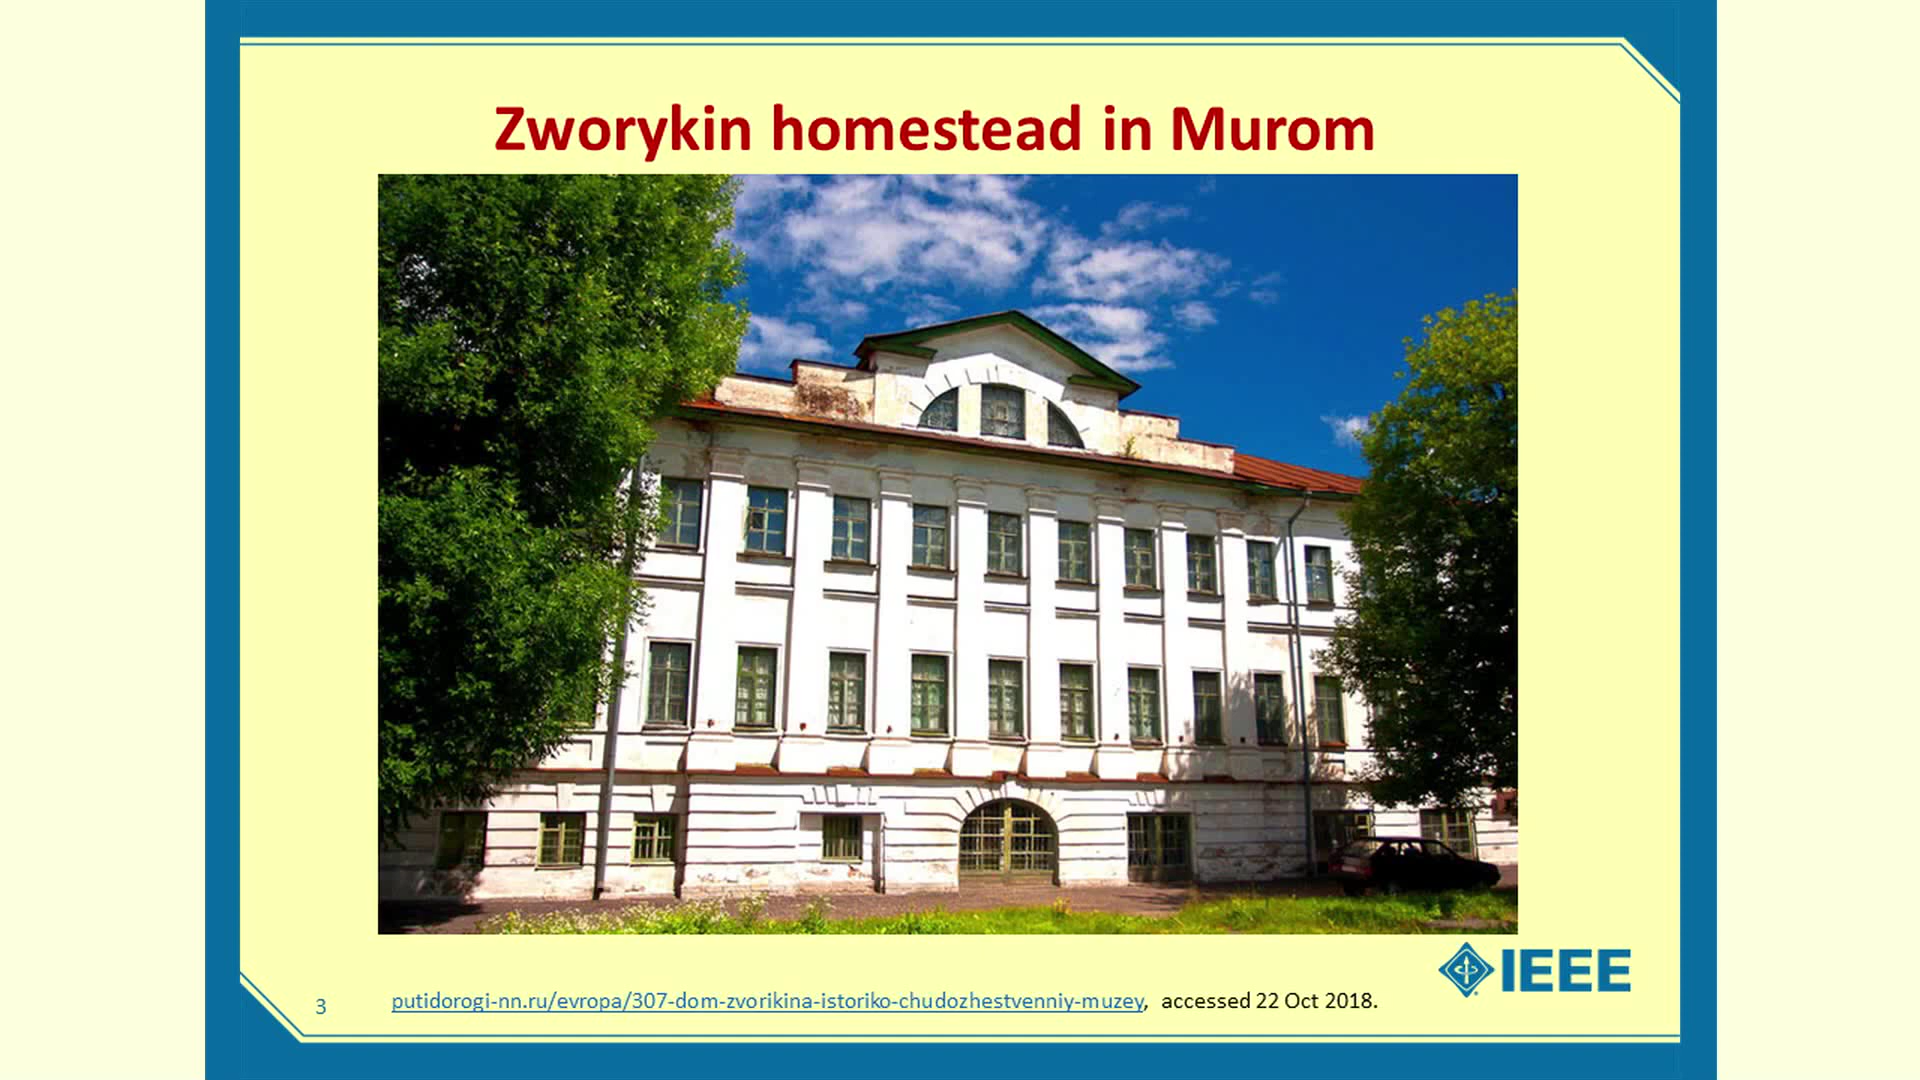 Zworykin homestead in Murom
IEEE
3
putidorogi-nn.ru/evropa/307-dom-zvorikina-istoriko-chudozhestvenniy-muzey, accessed 22 Oct 2018.